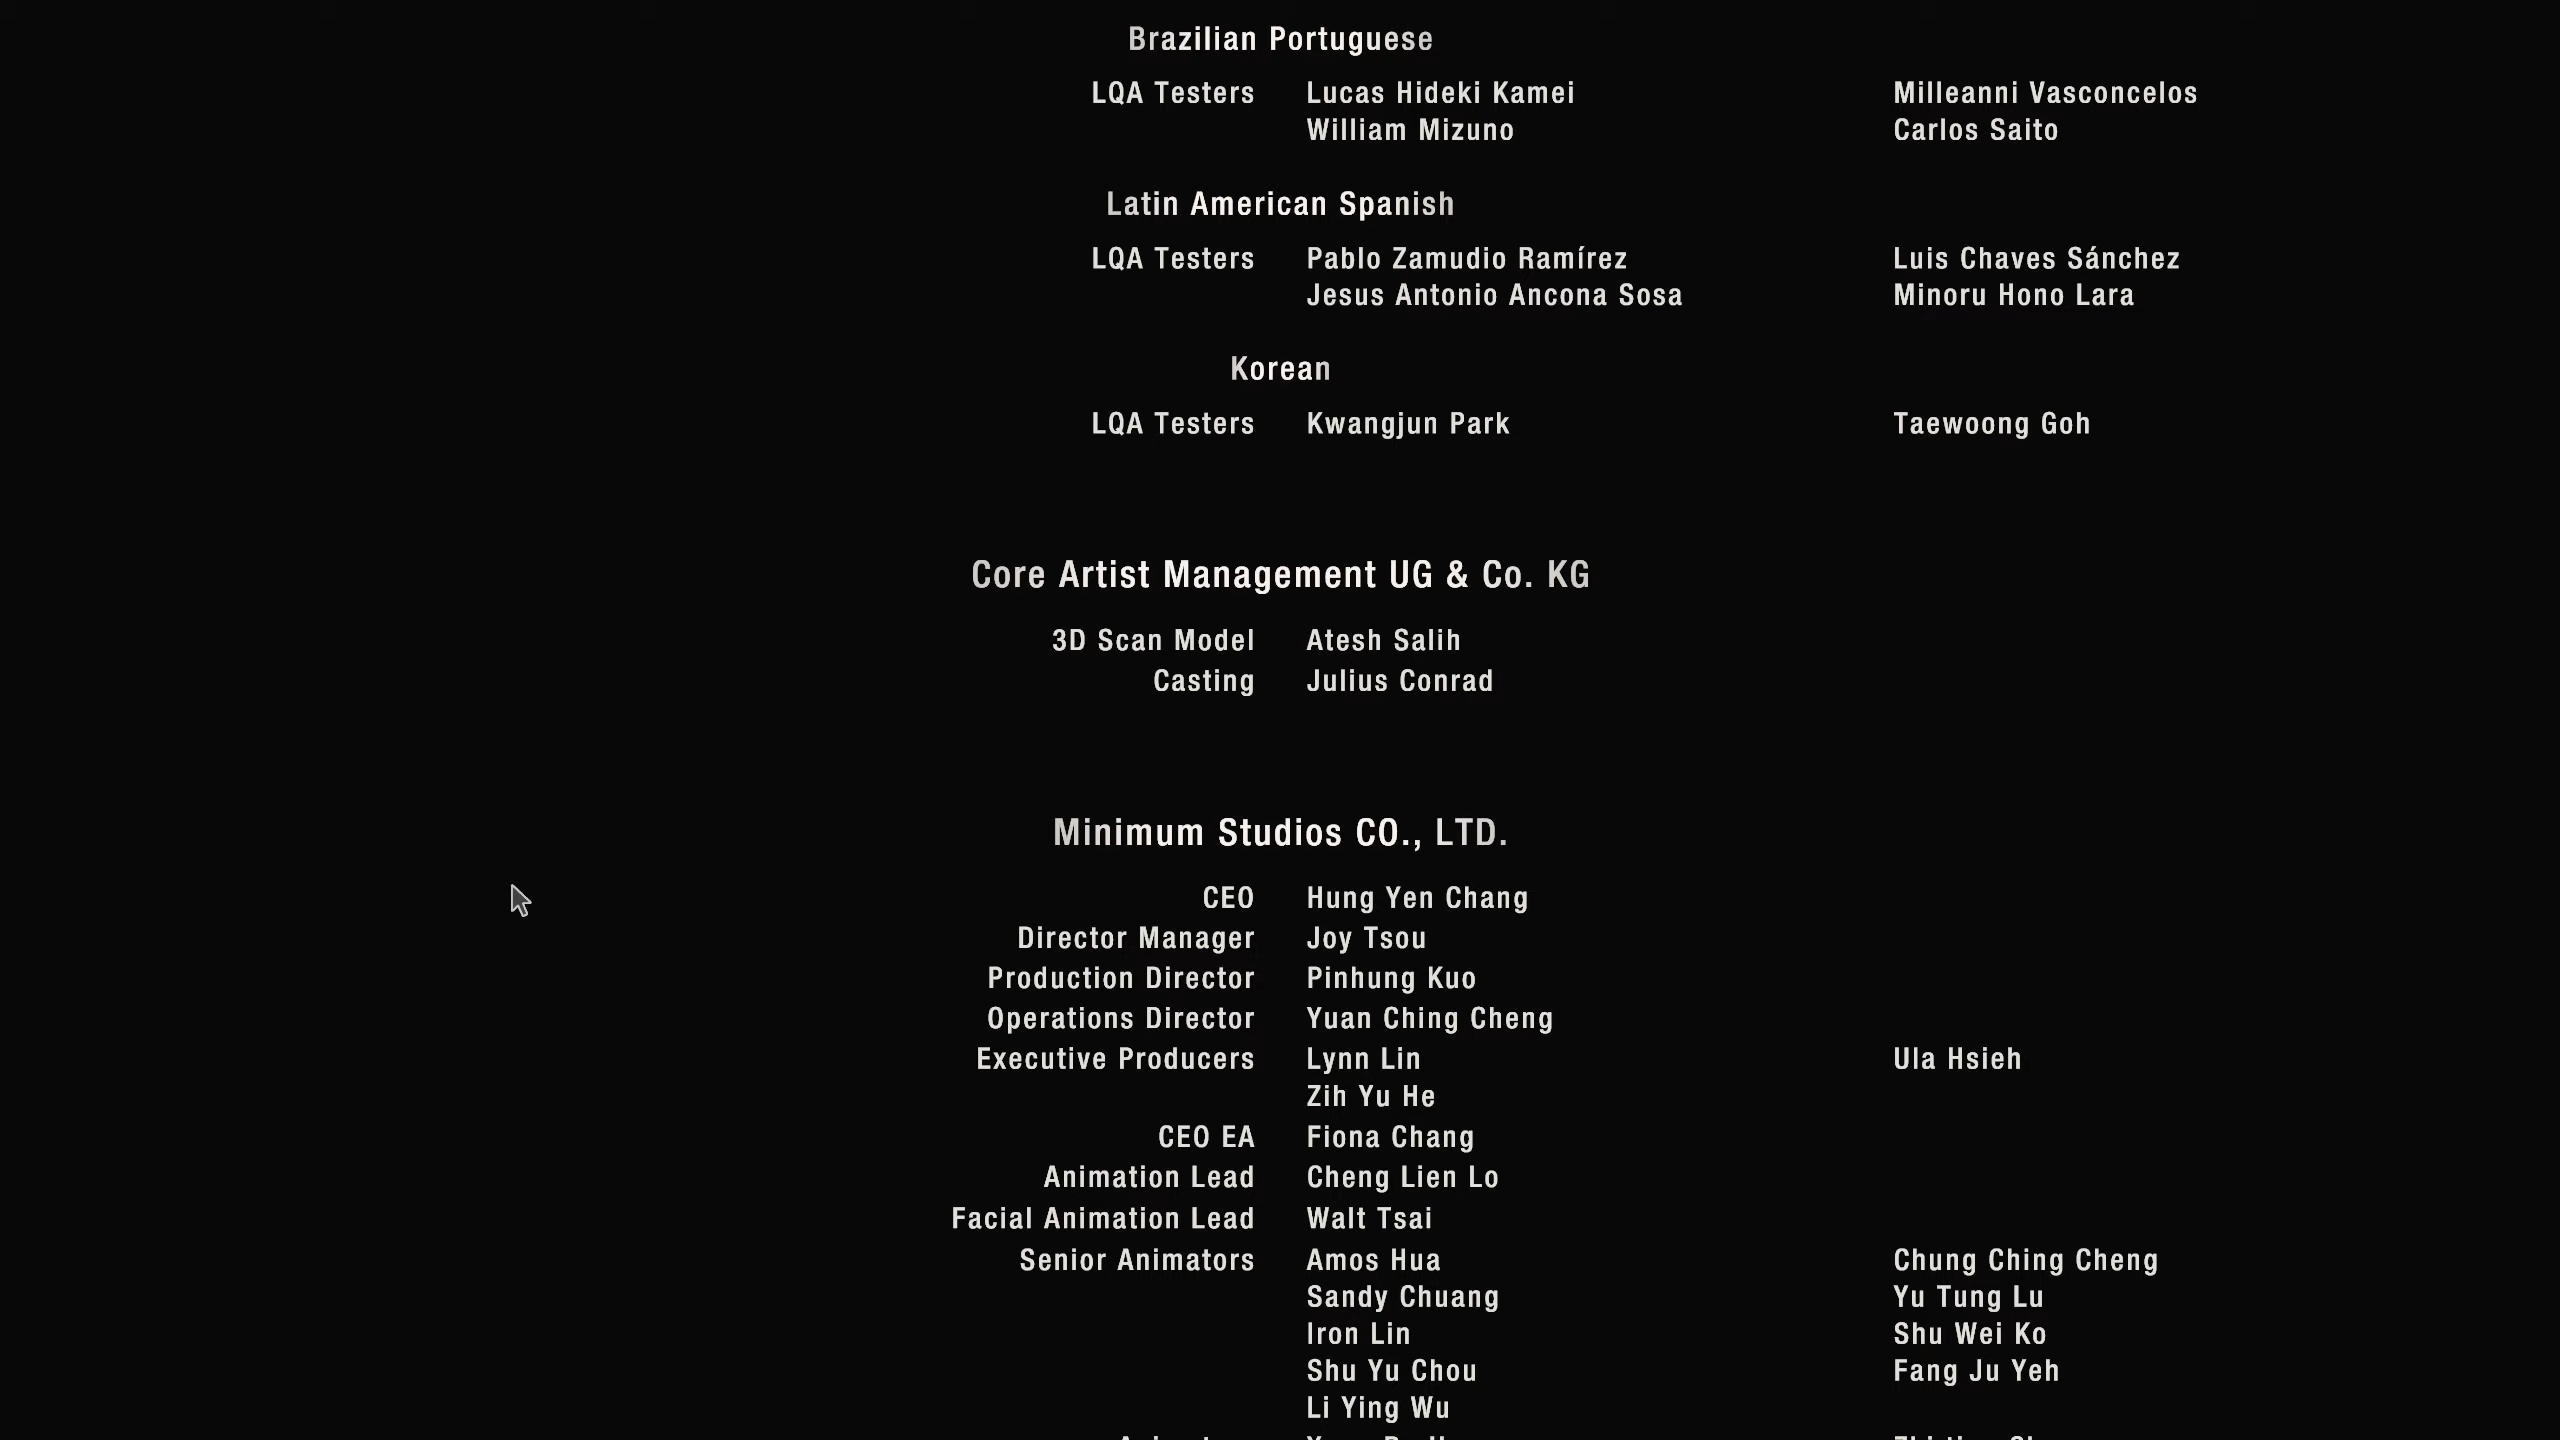 Brazilian Portuguese
LQA Testers Lucas Hideki Kamei Milleanni Vasconcelos
William Mizuno Carlos Saito
Latin American Spanish
LQA Testers Pablo Zamudio Ramírez Luis Chaves Sánchez
Jesus Antonio Ancona Sosa Minoru Hono Lara
Korean
LQA Testers Kwangjun Park Taewoong Goh
Core Artist Management UG & Co. KG
3D Scan Model Atesh Salih
Casting Julius Conrad
Minimum Studios CO., LTD.
CEO Hung Yen Chang
Director Manager Joy Tsou
Production Director Pinhung Kuo
Operations Director Yuan Ching Cheng
Executive Producers Lynn Lin Ula Hsieh
Zih Yu He
CEO EA Fiona Chang
Animation Lead Cheng Lien Lo
Facial Animation Lead Walt Tsai
Senior Animators Amos Hua Chung Ching Cheng
Sandy Chuang Yu Tung Lu
Iron Lin Shu Wei Ko
Shu Yu Chou Fang Ju Yeh
Li Ying Wu